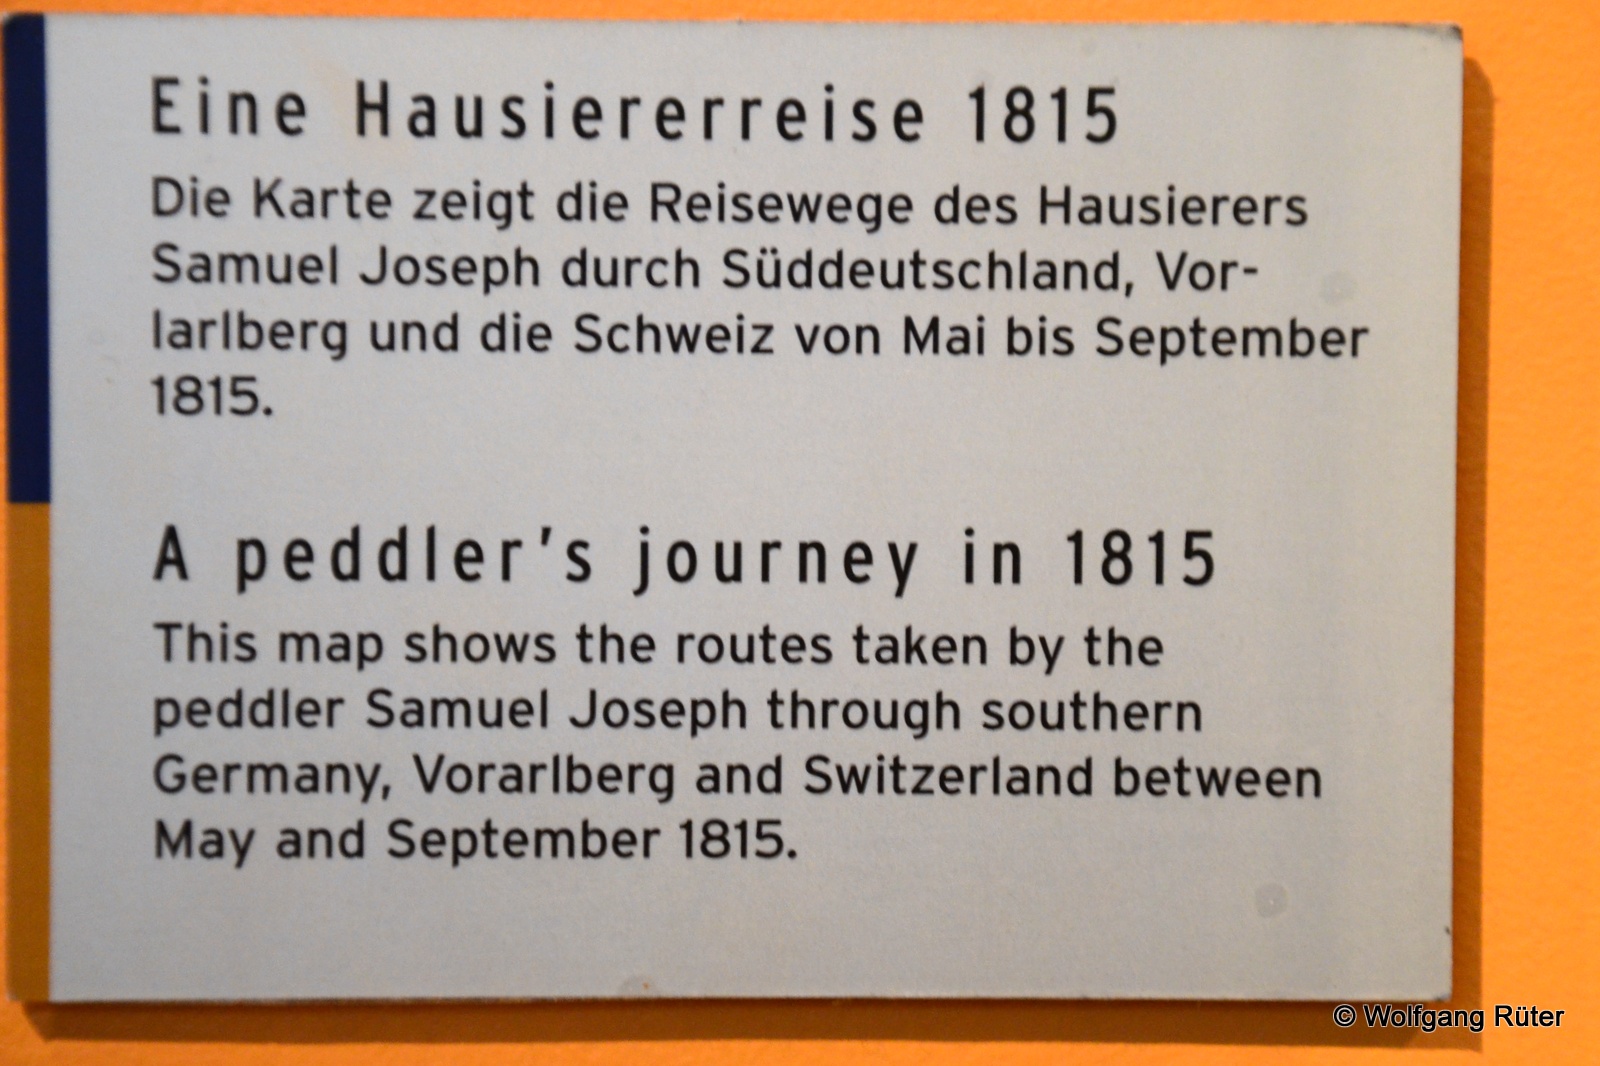 Eine Hausiererreise 1815
Die Karte zeigt die Reisewege des Hausierers
Samuel Joseph durch Süddeutschland, Vor-
larlberg und die Schweiz von Mai bis September
1815.
A peddler's journey in 1815
This map shows the routes taken by the
peddler Samuel Joseph through southern
Germany, Vorarlberg and Switzerland between
May and September 1815.
© Wolfgang Rüter